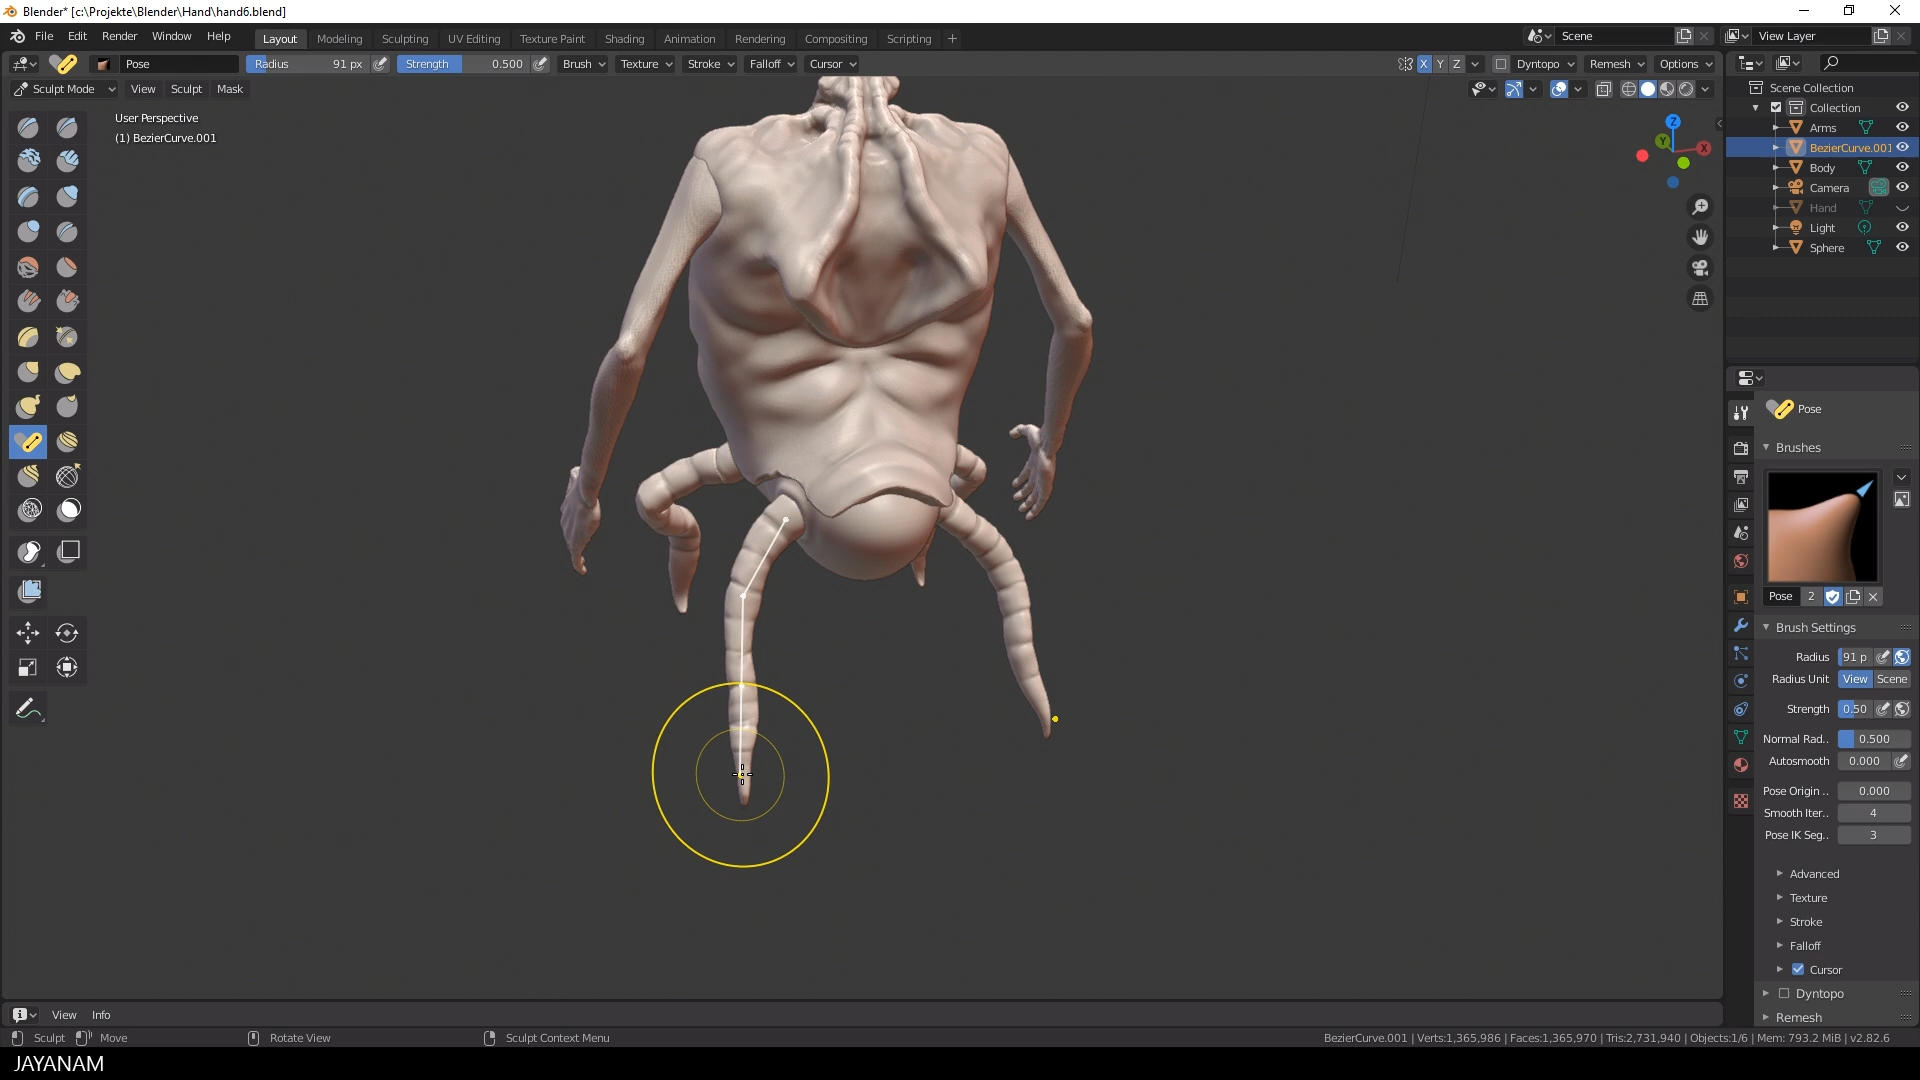 Blender* [c:\Projekte\Blender\Hand\hand6.blend]
File Edit Render Window Help Layout Modeling Sculpting UV Editing Texture Paint Shading Animation Rendering Compositing Scripting + Scene View Layer
Pose Radius 91 px Strength 0.500 Brush Texture Stroke Falloff Cursor X Y Z Dyntopo Remesh Options
Sculpt Mode View Sculpt Mask
User Perspective
(1) BezierCurve.001
Z
Y
X
Scene Collection
Collection
Arms
BezierCurve.001
Body
Camera
Hand
Light
Sphere
Pose
Brushes
Pose 2
Brush Settings
Radius 91 p
Radius Unit View Scene
Strength 0.50
Normal Rad.. 0.500
Autosmooth 0.000
Pose Origin .. 0.000
Smooth Iter.. 4
Pose IK Seg.. 3
Advanced
Texture
Stroke
Falloff
Cursor
Dyntopo
Remesh
View Info
Sculpt Move Rotate View Sculpt Context Menu BezierCurve.001 | Verts:1,365,986 | Faces:1,365,970 | Tris:2,731,940 | Objects:1/6 | Mem: 793.2 MiB | v2.82.6
JAYANAM